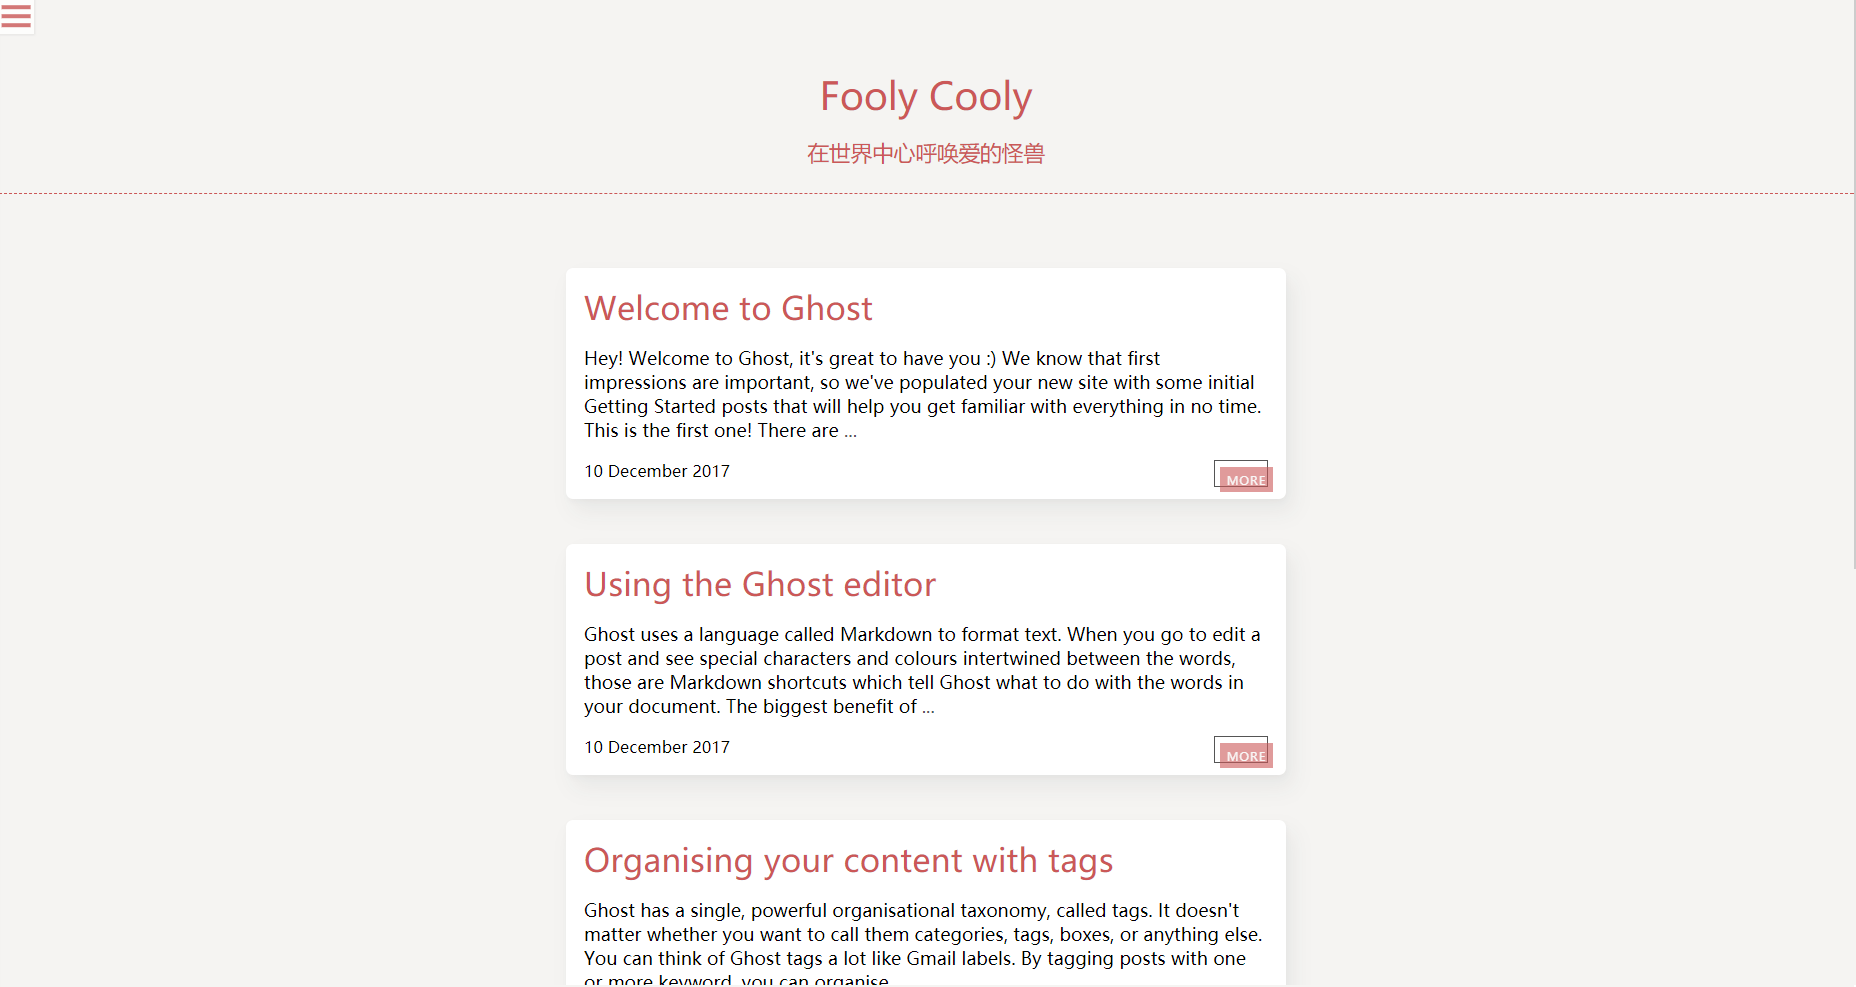 Fooly Cooly
在世界中心呼唤爱的怪兽
Welcome to Ghost
Hey! Welcome to Ghost, it's great to have you :) We know that first
impressions are important, so we've populated your new site with some initial
Getting Started posts that will help you get familiar with everything in no time.
This is the first one! There are ...
10 December 2017
MORE
Using the Ghost editor
Ghost uses a language called Markdown to format text. When you go to edit a
post and see special characters and colours intertwined between the words,
those are Markdown shortcuts which tell Ghost what to do with the words in
your document. The biggest benefit of ...
10 December 2017
MORE
Organising your content with tags
Ghost has a single, powerful organisational taxonomy, called tags. It doesn't
matter whether you want to call them categories, tags, boxes, or anything else.
You can think of Ghost tags a lot like Gmail labels. By tagging posts with one
or more keyword, you can organise